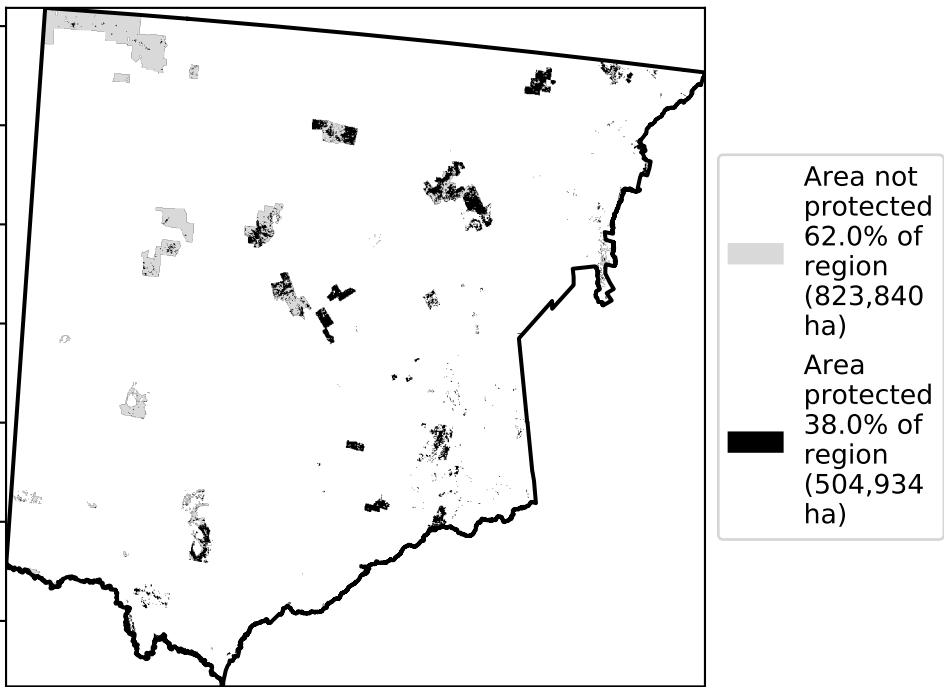 Area not
protected
62.0% of
region
(823,840
ha)
Area
protected
38.0% of
region
(504,934
ha)